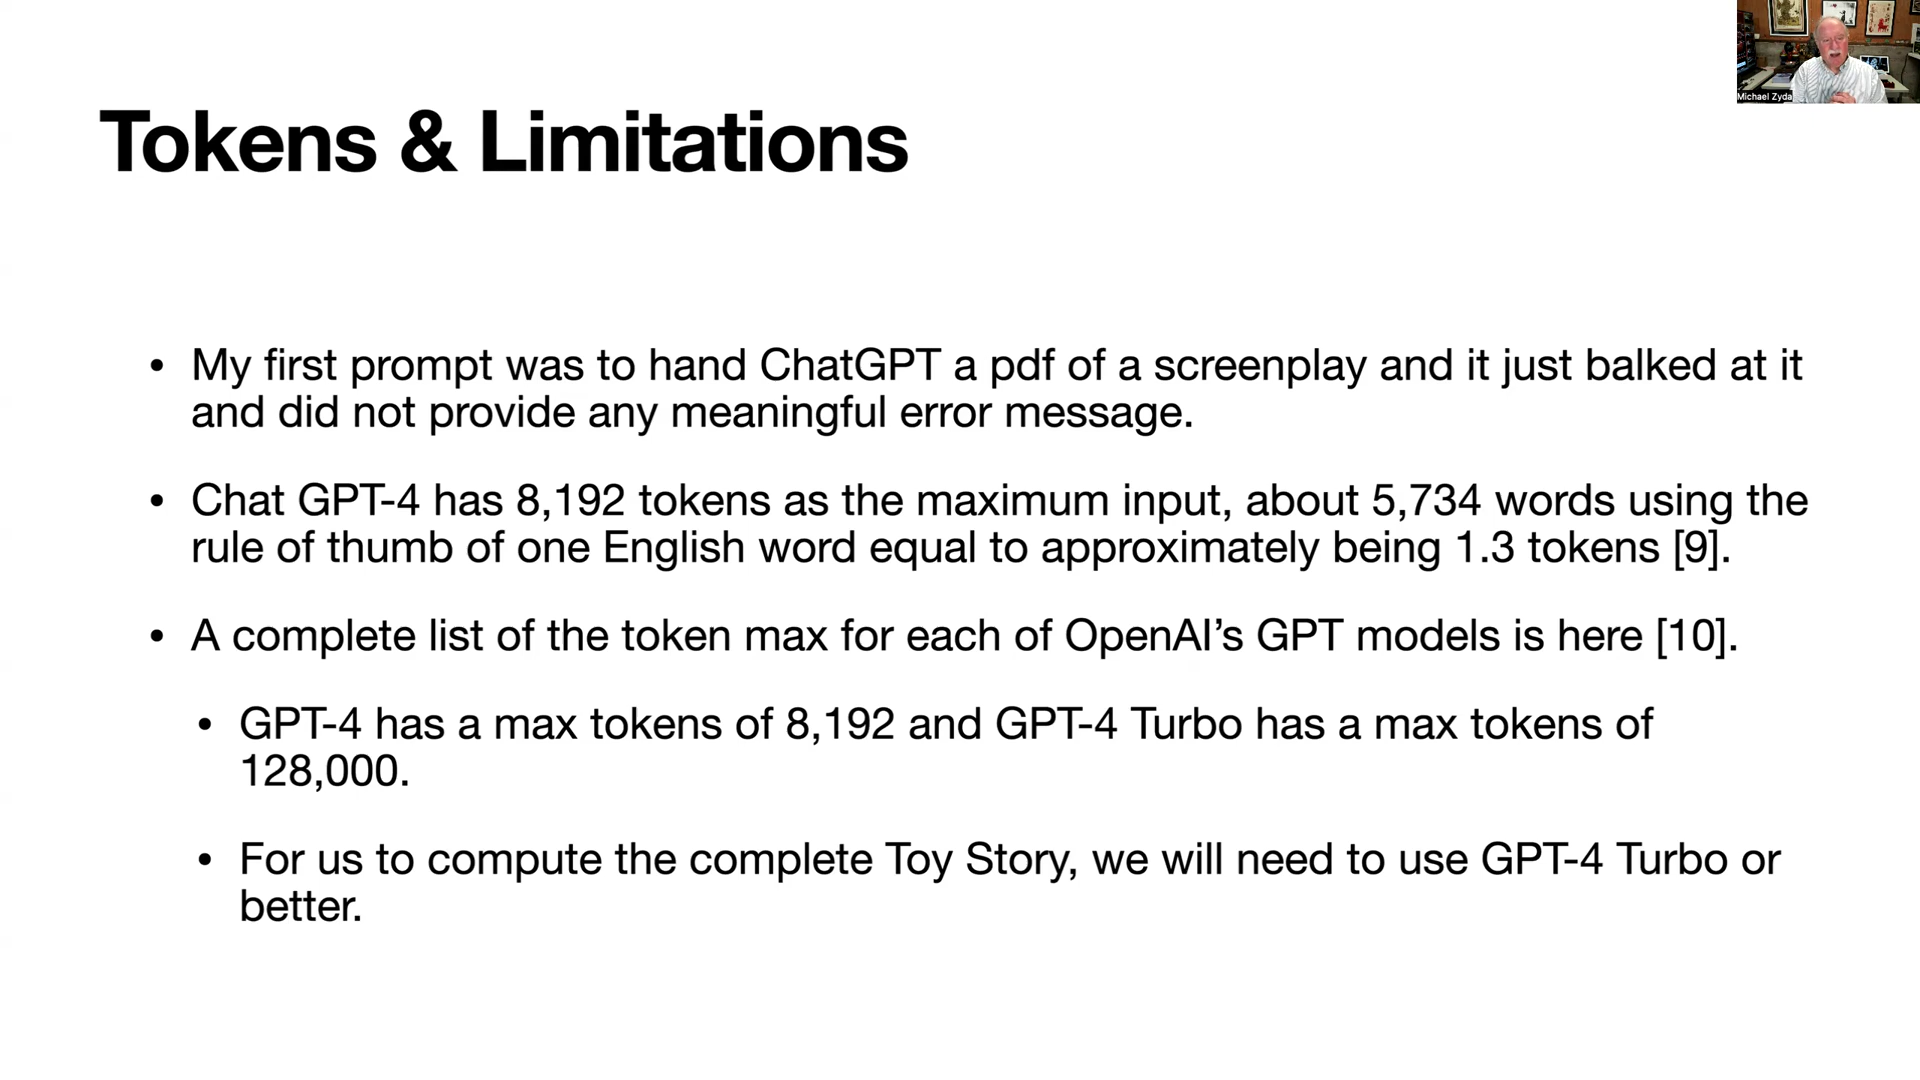 Michael Zyda
Tokens & Limitations
• My first prompt was to hand ChatGPT a pdf of a screenplay and it just balked at it
and did not provide any meaningful error message.
• Chat GPT-4 has 8,192 tokens as the maximum input, about 5,734 words using the
rule of thumb of one English word equal to approximately being 1.3 tokens [9].
• A complete list of the token max for each of OpenAI’s GPT models is here [10].
• GPT-4 has a max tokens of 8,192 and GPT-4 Turbo has a max tokens of
128,000.
• For us to compute the complete Toy Story, we will need to use GPT-4 Turbo or
better.